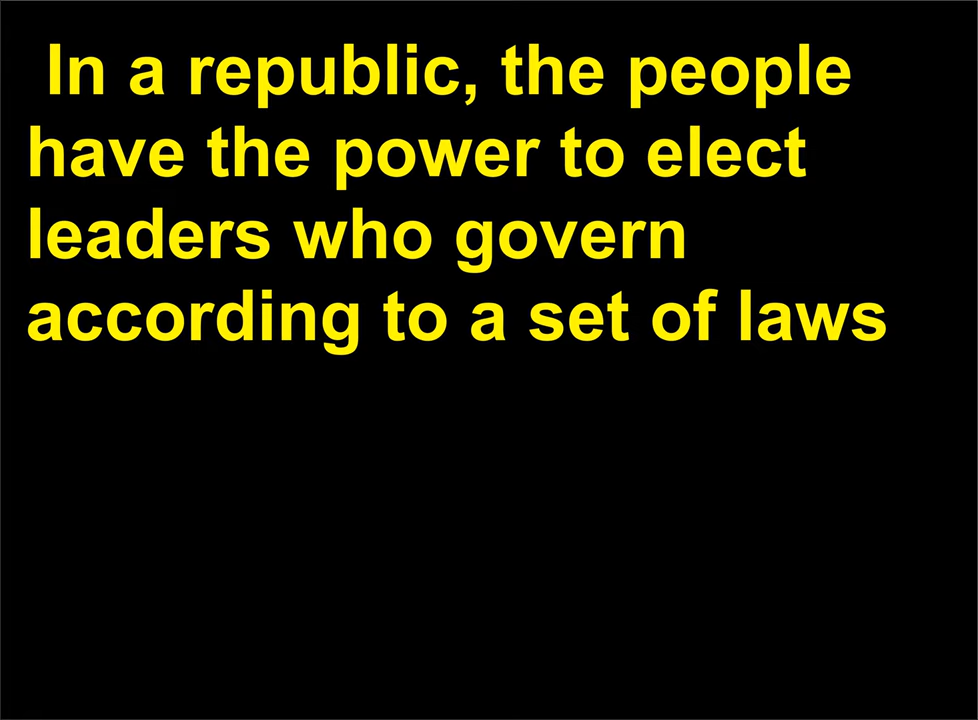 In a republic, the people
have the power to elect
leaders who govern
according to a set of laws